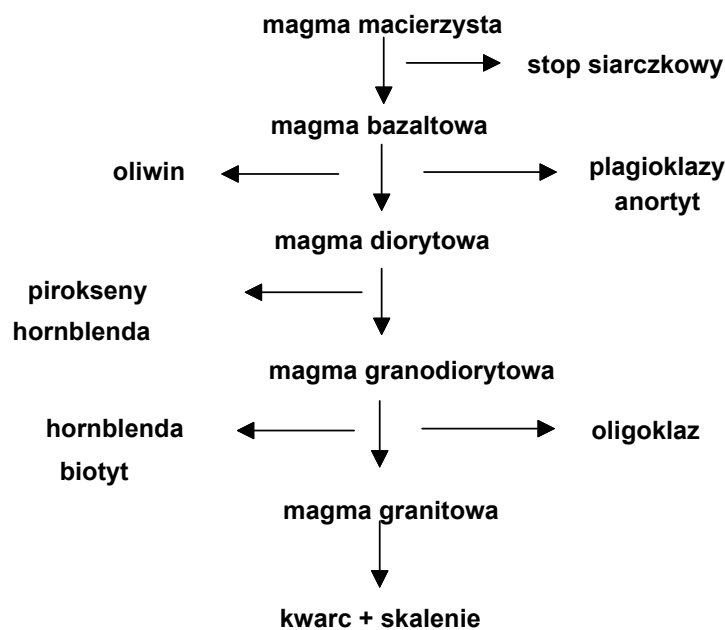 magma macierzysta
stop siarczkowy
magma bazaltowa
oliwin
plagioklazy
anortyt
magma diorytowa
pirokseny
hornblenda
magma granodiorytowa
hornblenda
biotyt
oligoklaz
magma granitowa
kwarc + skalenie